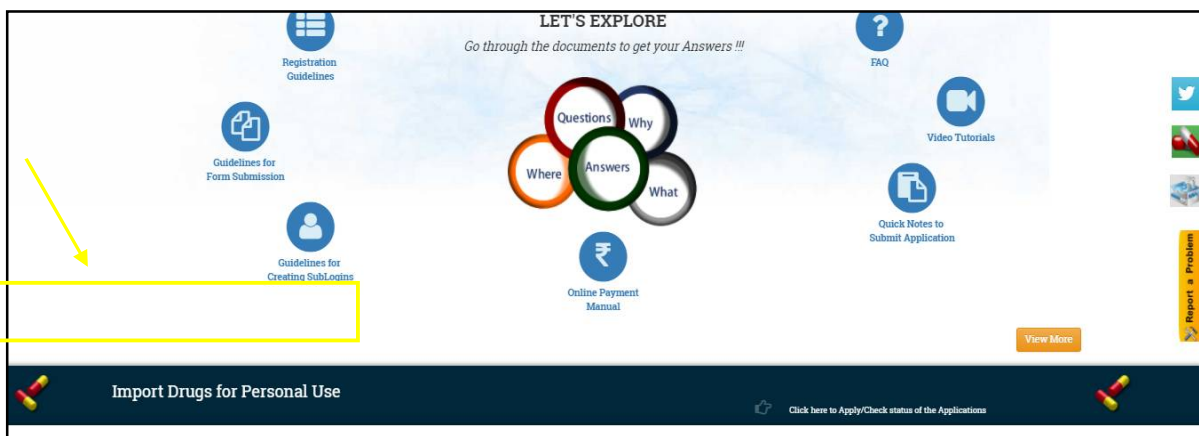 LET'S EXPLORE
Go through the documents to get your Answers !!!
Registration
Guidelines
FAQ
Questions
Why
Where
Answers
What
Video Tutorials
Guidelines for
Form Submission
Quick Notes to
Submit Application
Guidelines for
Creating SubLogins
₹
Online Payment
Manual
Report a Problem
View More
Import Drugs for Personal Use
Click here to Apply/Check status of the Applications